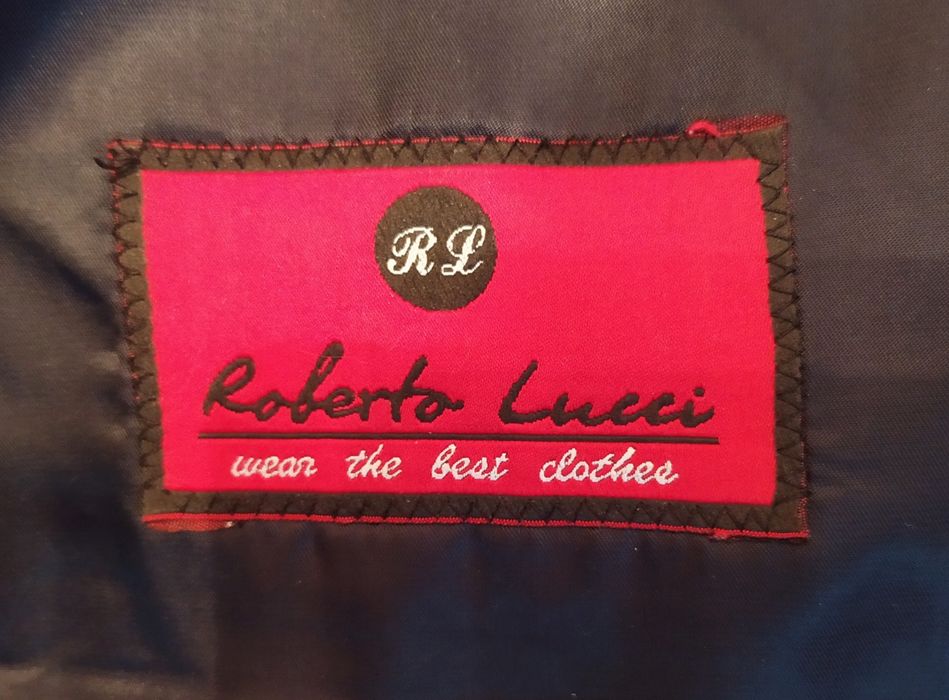 RL
Roberto Lucci
wear the best clothes